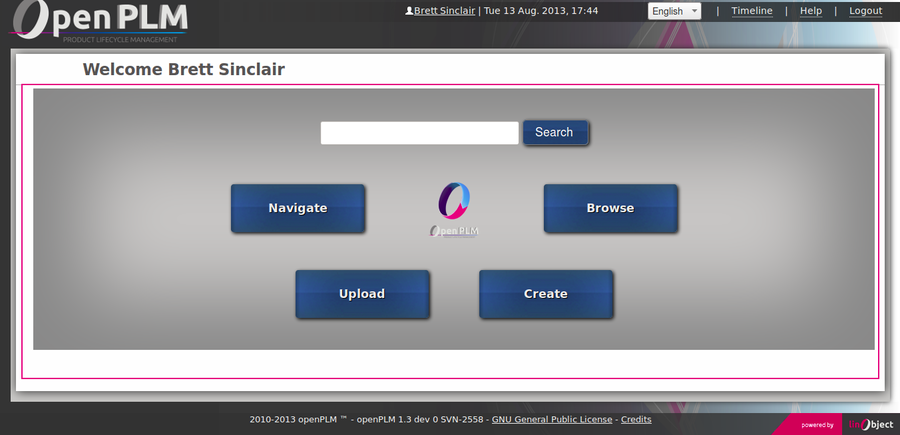 OpenPLM
PRODUCT LIFECYCLE MANAGEMENT
Brett Sinclair | Tue 13 Aug. 2013, 17:44
English | Timeline | Help | Logout
Welcome Brett Sinclair
Search
Navigate
OpenPLM
Browse
Upload
Create
2010-2013 openPLM ™ - openPLM 1.3 dev 0 SVN-2558 - GNU General Public License - Credits
powered by
LinObject